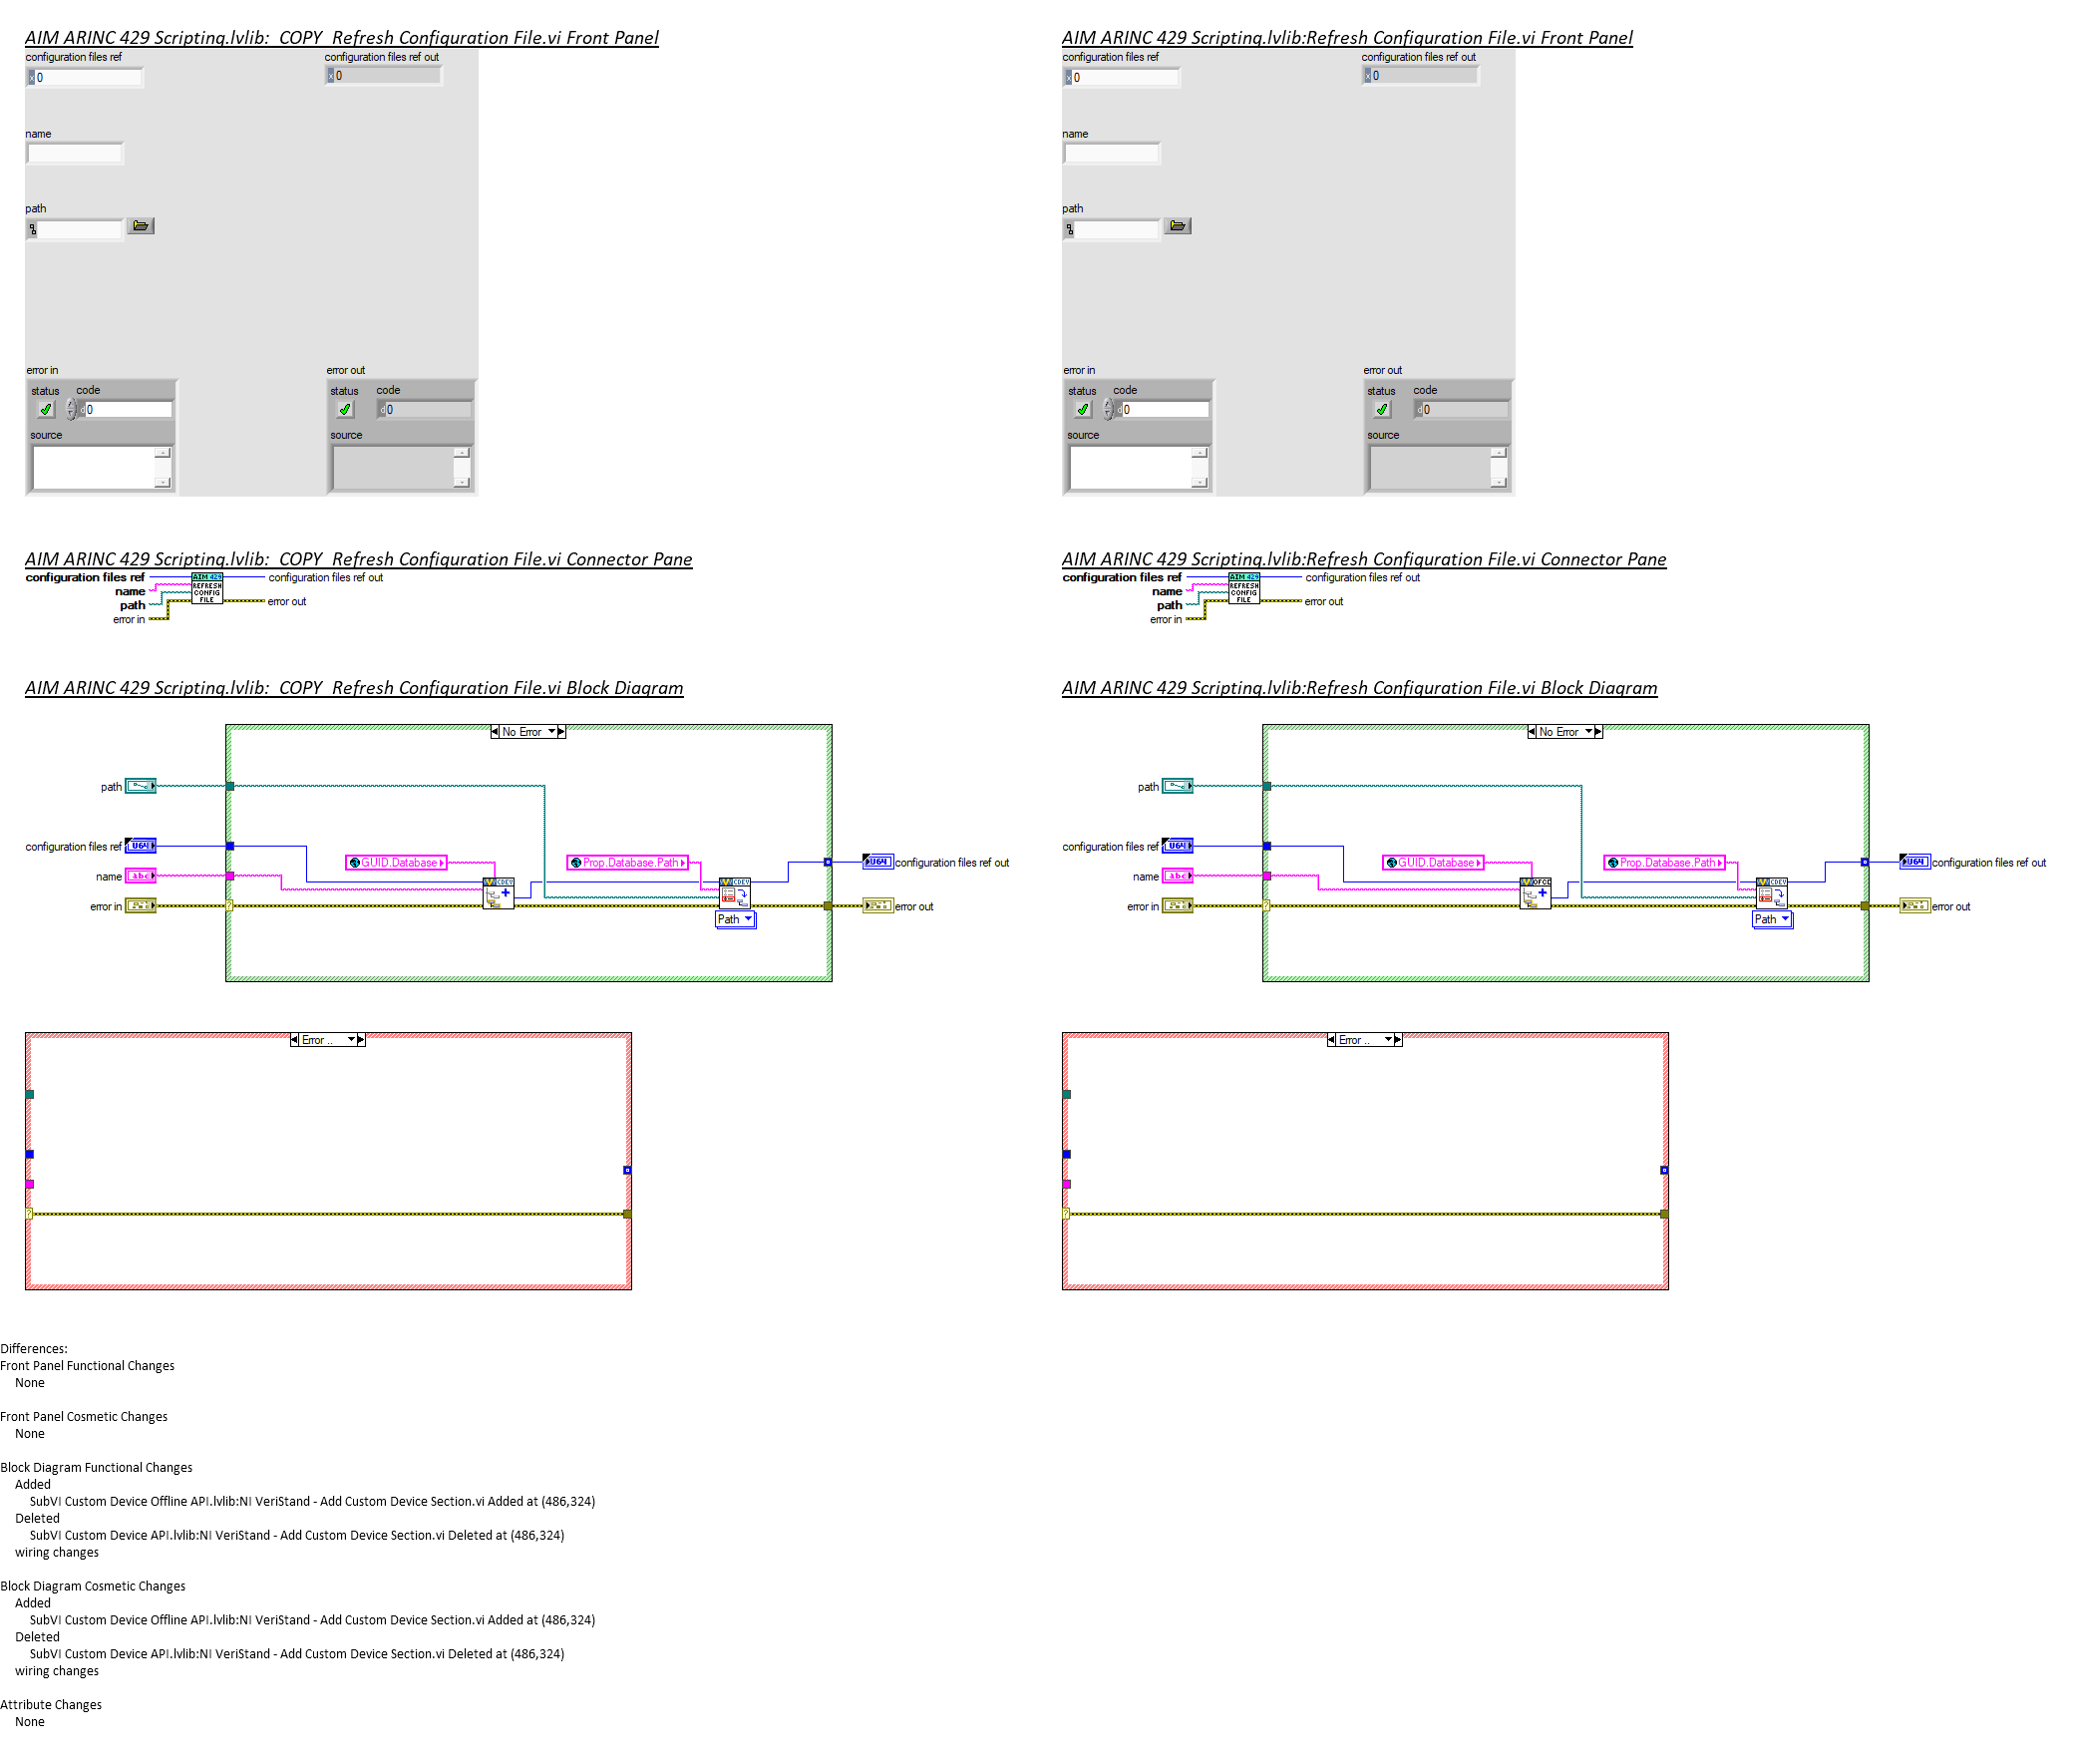 AIM ARINC 429 Scripting.lvlib:  COPY  Refresh Configuration File.vi Front Panel
configuration files ref
configuration files ref out
x 0
x 0
name
path
error in
error out
status code
status code
d 0
d 0
source
source
AIM ARINC 429 Scripting.lvlib:Refresh Configuration File.vi Front Panel
configuration files ref
configuration files ref out
x 0
x 0
name
path
error in
error out
status code
status code
d 0
d 0
source
source
AIM ARINC 429 Scripting.lvlib:  COPY  Refresh Configuration File.vi Connector Pane
configuration files ref
name
path
error in
AIM 429
REFRESH
CONFIG
FILE
configuration files ref out
error out
AIM ARINC 429 Scripting.lvlib:Refresh Configuration File.vi Connector Pane
configuration files ref
name
path
error in
AIM 429
REFRESH
CONFIG
FILE
configuration files ref out
error out
AIM ARINC 429 Scripting.lvlib:  COPY  Refresh Configuration File.vi Block Diagram
No Error
path
configuration files ref
U64
name
abc
error in
?
GUID.Database
CDEV
Prop.Database.Path
CDEV
Path
U64
configuration files ref out
error out
Error ..
?
AIM ARINC 429 Scripting.lvlib:Refresh Configuration File.vi Block Diagram
No Error
path
configuration files ref
U64
name
abc
error in
?
GUID.Database
Prop.Database.Path
CDEV
Path
U64
configuration files ref out
error out
Error ..
?
Differences:
Front Panel Functional Changes
None
Front Panel Cosmetic Changes
None
Block Diagram Functional Changes
Added
SubVI Custom Device Offline API.lvlib:NI VeriStand - Add Custom Device Section.vi Added at (486,324)
Deleted
SubVI Custom Device API.lvlib:NI VeriStand - Add Custom Device Section.vi Deleted at (486,324)
wiring changes
Block Diagram Cosmetic Changes
Added
SubVI Custom Device Offline API.lvlib:NI VeriStand - Add Custom Device Section.vi Added at (486,324)
Deleted
SubVI Custom Device API.lvlib:NI VeriStand - Add Custom Device Section.vi Deleted at (486,324)
wiring changes
Attribute Changes
None